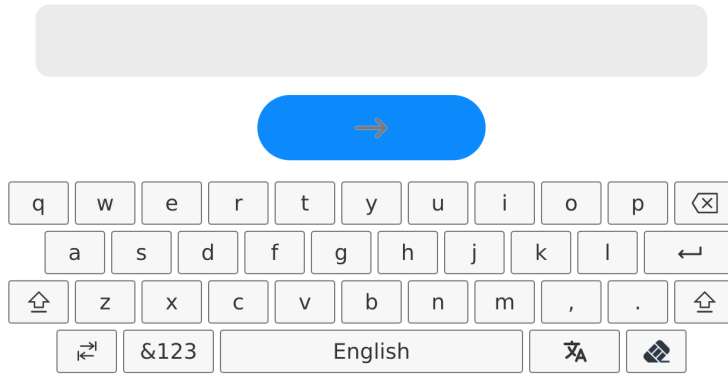 q w e r t y u i o p
a s d f g h j k l
z x c v b n m , .
&123 English